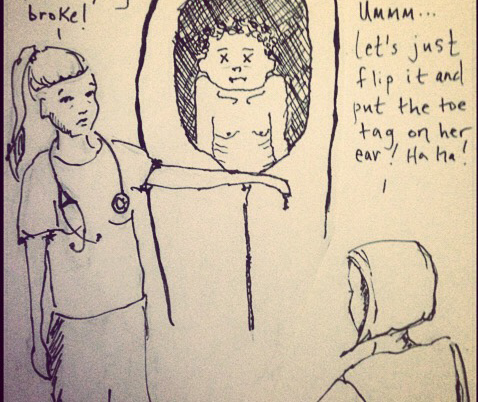 broke!
Ummm...
let's just
flip it and
put the toe
tag on her
ear! Ha Ha!